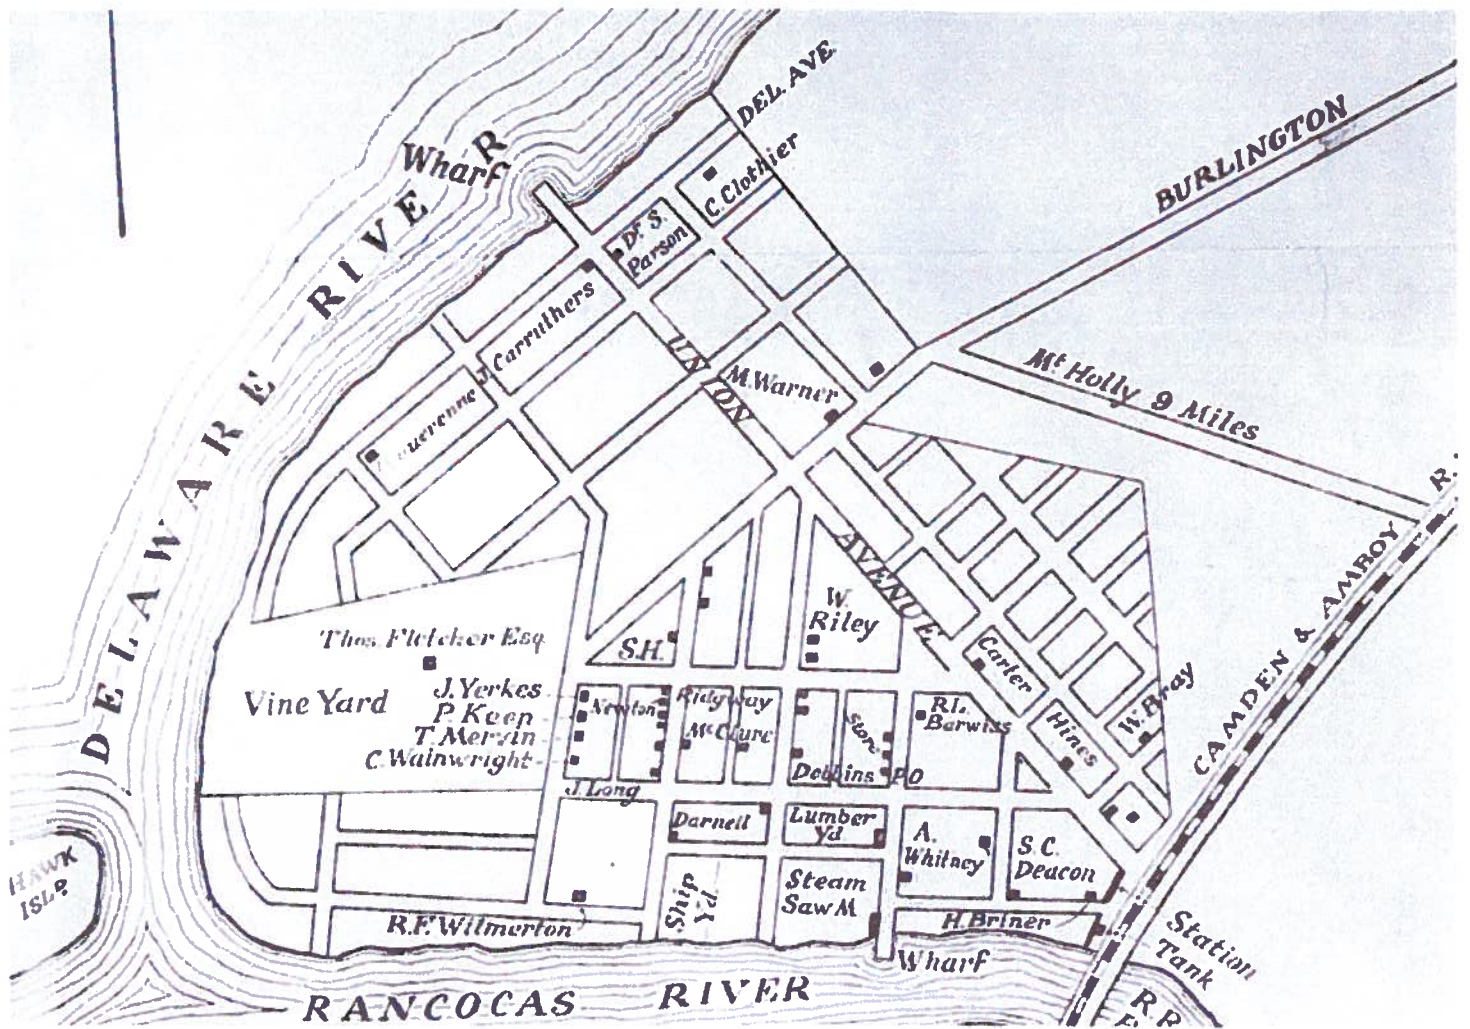 DELAWARE RIVER
Wharf
DEL. AVE.
C. Clothier
Dr. S.
Parson
J. Carruthers
BURLINGTON
Mt. Holly 9 Miles
UNION AVENUE
M. Warner
CAMDEN & AMBOY R.
W.
Riley
S.H.
Carter
Hines
W. Bray
Thos. Fletcher Esq
Vine Yard
J. Yerkes
P. Keen
T. Mervin
C. Wainwright
J. Long
Newton
Ridgway
McClure
Store
Dobbins
P.O
R.L.
Barwiss
Darnell
Lumber
Yd.
A.
Whitney
S.C.
Deacon
Ship
Yd.
Steam
Saw M
H. Briner
R.F. Wilmerton
Wharf
Station
Tank
HAWK
ISLD.
RANCOCAS RIVER
R R